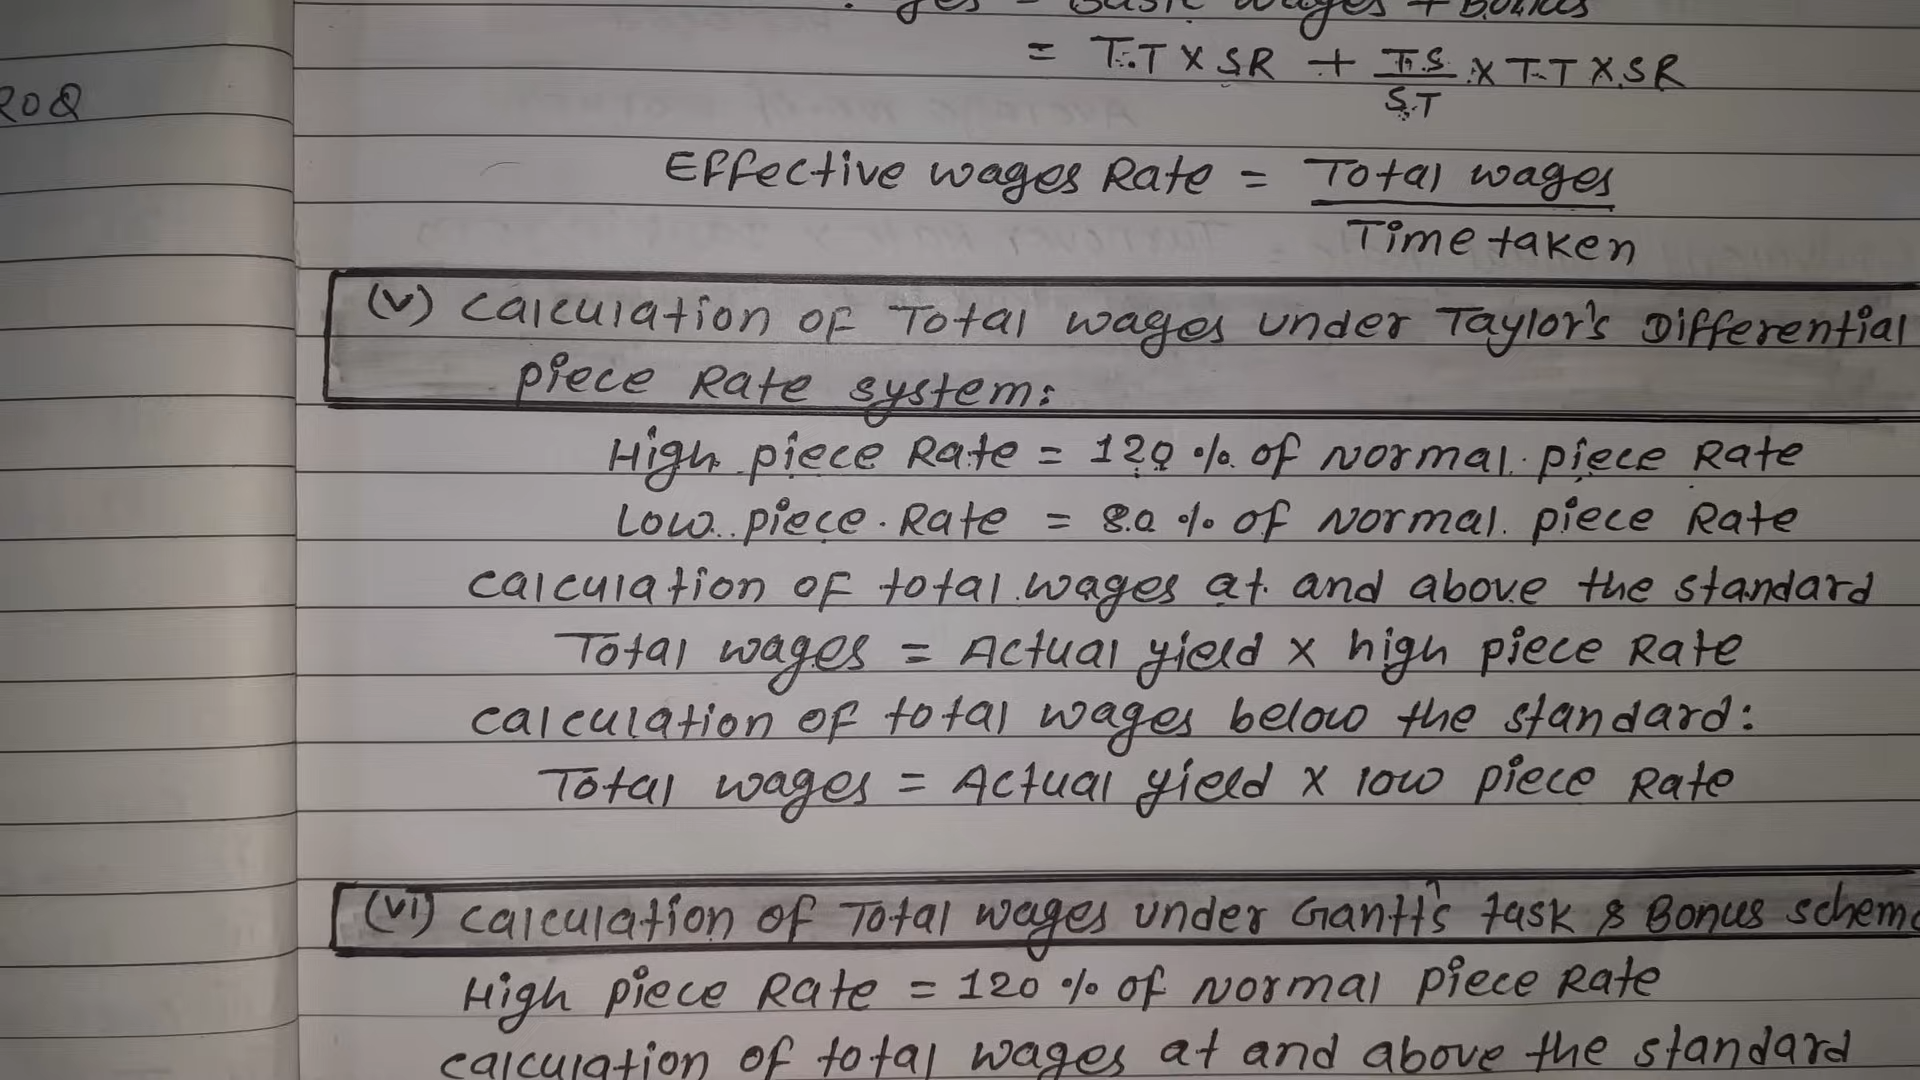 = Basic wages + Bonus
= T.T X S.R + T.S/S.T X T.T X S.R
ROQ
Effective wages Rate = Total wages / Time taken
(v) calculation of Total wages under Taylor's Differential
piece Rate system:
High piece Rate = 120 % of Normal piece Rate
Low piece Rate = 80 % of Normal piece Rate
calculation of total wages at and above the standard
Total wages = Actual yield x high piece Rate
calculation of total wages below the standard:
Total wages = Actual yield x low piece Rate
(vi) calculation of Total wages under Gantt's task & Bonus
High piece Rate = 120 % of Normal piece Rate
calculation of total wages at and above the standard